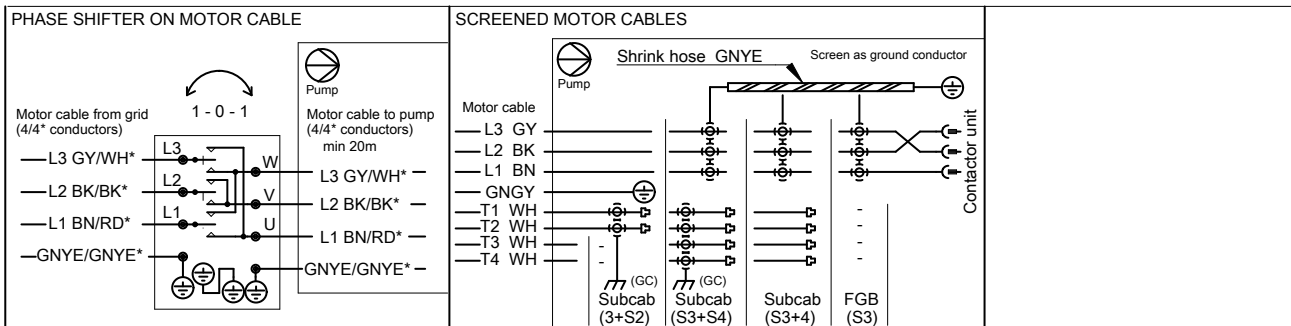 PHASE SHIFTER ON MOTOR CABLE
Pump
1 - 0 - 1
Motor cable from grid
(4/4* conductors)
Motor cable to pump
(4/4* conductors)
min 20m
L3 GY/WH*
L3
W
L3 GY/WH*
L2 BK/BK*
L2
V
L2 BK/BK*
L1 BN/RD*
L1
U
L1 BN/RD*
GNYE/GNYE*
GNYE/GNYE*
SCREENED MOTOR CABLES
Pump
Shrink hose GNYE
Screen as ground conductor
Motor cable
L3 GY
L2 BK
L1 BN
GNGY
T1 WH
-
T2 WH
-
T3 WH
-
-
T4 WH
-
-
Contactor unit
(GC)
(GC)
Subcab
(3+S2)
Subcab
(S3+S4)
Subcab
(S3+4)
FGB
(S3)